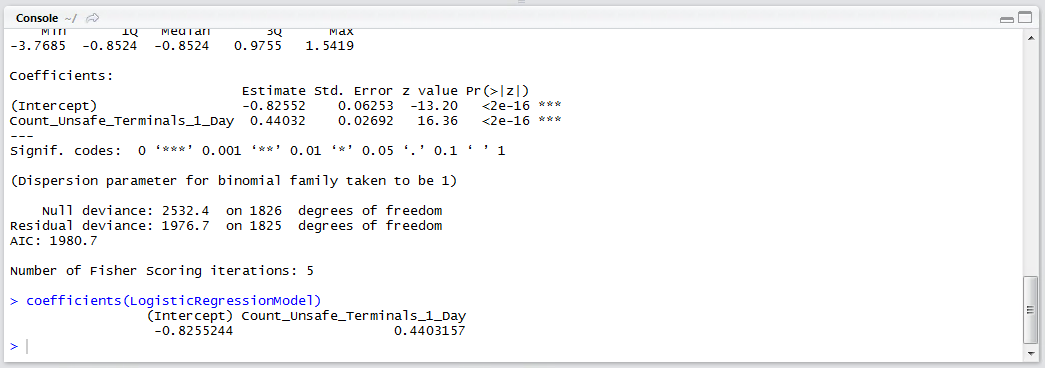 Console ~/
Min 1Q Median 3Q Max
-3.7685 -0.8524 -0.8524 0.9755 1.5419
Coefficients:
Estimate Std. Error z value Pr(>|z|)
(Intercept) -0.82552 0.06253 -13.20 <2e-16 ***
Count_Unsafe_Terminals_1_Day 0.44032 0.02692 16.36 <2e-16 ***
---
Signif. codes: 0 ‘***’ 0.001 ‘**’ 0.01 ‘*’ 0.05 ‘.’ 0.1 ‘ ’ 1
(Dispersion parameter for binomial family taken to be 1)
Null deviance: 2532.4 on 1826 degrees of freedom
Residual deviance: 1976.7 on 1825 degrees of freedom
AIC: 1980.7
Number of Fisher Scoring iterations: 5
> coefficients(LogisticRegressionModel)
(Intercept) Count_Unsafe_Terminals_1_Day
-0.8255244 0.4403157
>